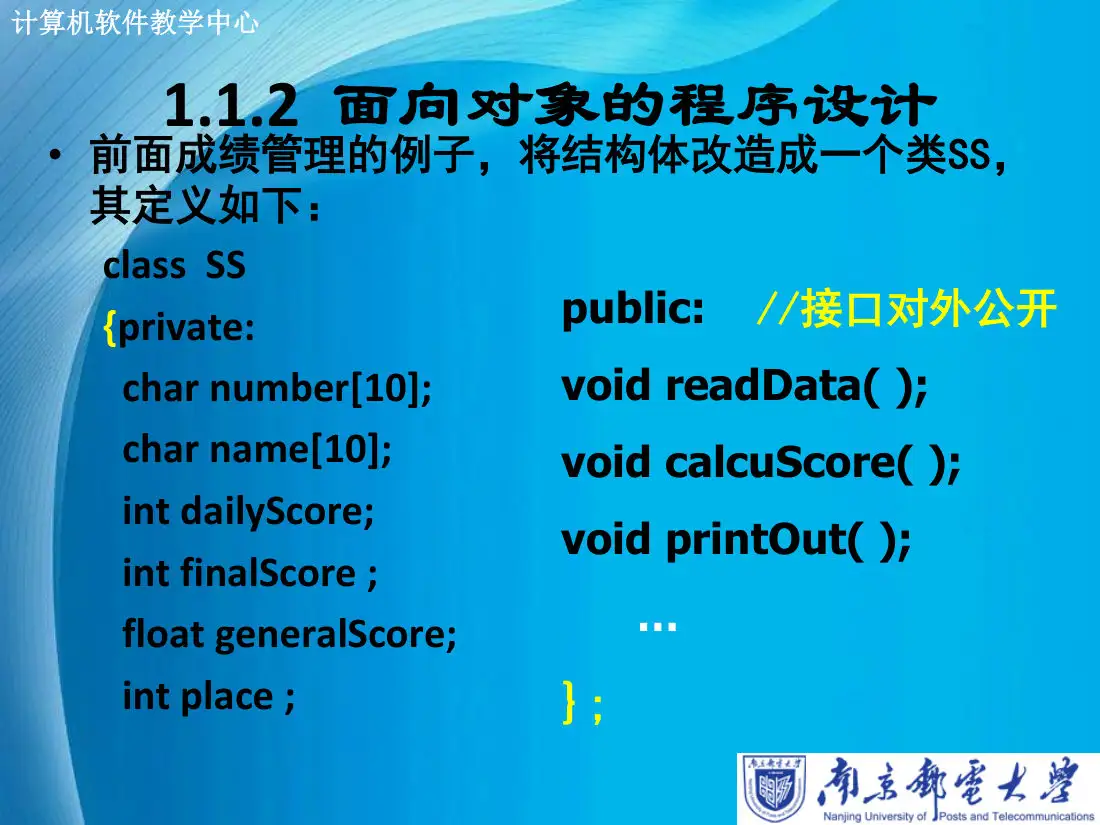 计算机软件教学中心
1.1.2 面向对象的程序设计
• 前面成绩管理的例子，将结构体改造成一个类SS，
其定义如下：
class SS
{private:
char number[10];
char name[10];
int dailyScore;
int finalScore ;
float generalScore;
int place ;
public: //接口对外公开
void readData( );
void calcuScore( );
void printOut( );
…
} ;
南京郵電大學
Nanjing University of Posts and Telecommunications